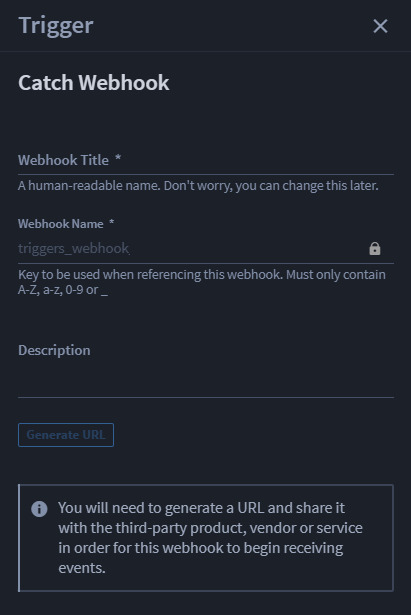 Trigger
Catch Webhook
Webhook Title *
A human-readable name. Don't worry, you can change this later.
Webhook Name *
triggers_webhook
Key to be used when referencing this webhook. Must only contain
A-Z, a-z, 0-9 or _
Description
Generate URL
You will need to generate a URL and share it
with the third-party product, vendor or service
in order for this webhook to begin receiving
events.